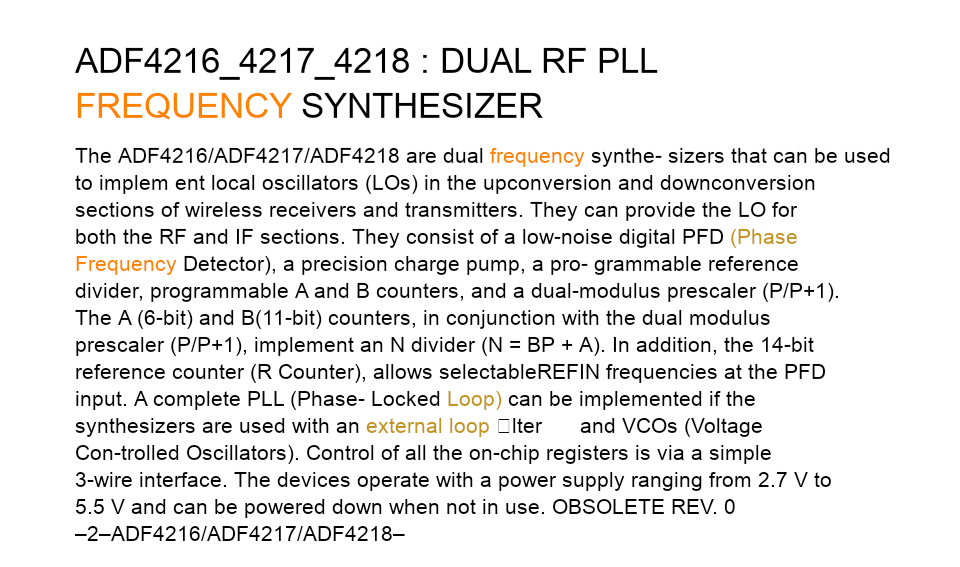 ADF4216_4217_4218 : DUAL RF PLL
FREQUENCY SYNTHESIZER
The ADF4216/ADF4217/ADF4218 are dual frequency synthe- sizers that can be used
to implem ent local oscillators (LOs) in the upconversion and downconversion
sections of wireless receivers and transmitters. They can provide the LO for
both the RF and IF sections. They consist of a low-noise digital PFD (Phase
Frequency Detector), a precision charge pump, a pro- grammable reference
divider, programmable A and B counters, and a dual-modulus prescaler (P/P+1).
The A (6-bit) and B(11-bit) counters, in conjunction with the dual modulus
prescaler (P/P+1), implement an N divider (N = BP + A). In addition, the 14-bit
reference counter (R Counter), allows selectableREFIN frequencies at the PFD
input. A complete PLL (Phase- Locked Loop) can be implemented if the
synthesizers are used with an external loop □lter and VCOs (Voltage
Con-trolled Oscillators). Control of all the on-chip registers is via a simple
3-wire interface. The devices operate with a power supply ranging from 2.7 V to
5.5 V and can be powered down when not in use. OBSOLETE REV. 0
–2–ADF4216/ADF4217/ADF4218–